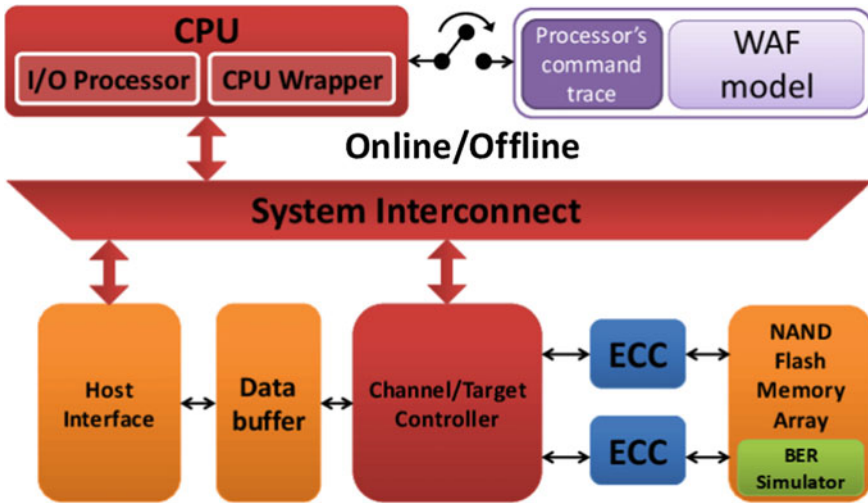 CPU
I/O Processor
CPU Wrapper
Processor's
command
trace
WAF
model
Online/Offline
System Interconnect
Host
Interface
Data
buffer
Channel/Target
Controller
ECC
ECC
NAND
Flash
Memory
Array
BER
Simulator